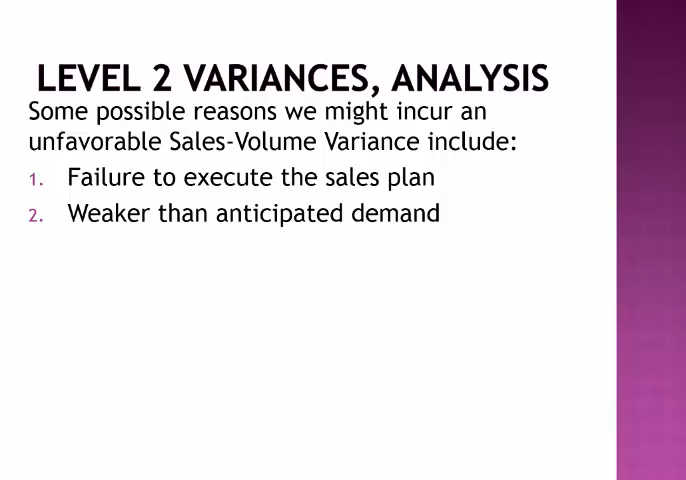 LEVEL 2 VARIANCES, ANALYSIS
Some possible reasons we might incur an
unfavorable Sales-Volume Variance include:
1. Failure to execute the sales plan
2. Weaker than anticipated demand